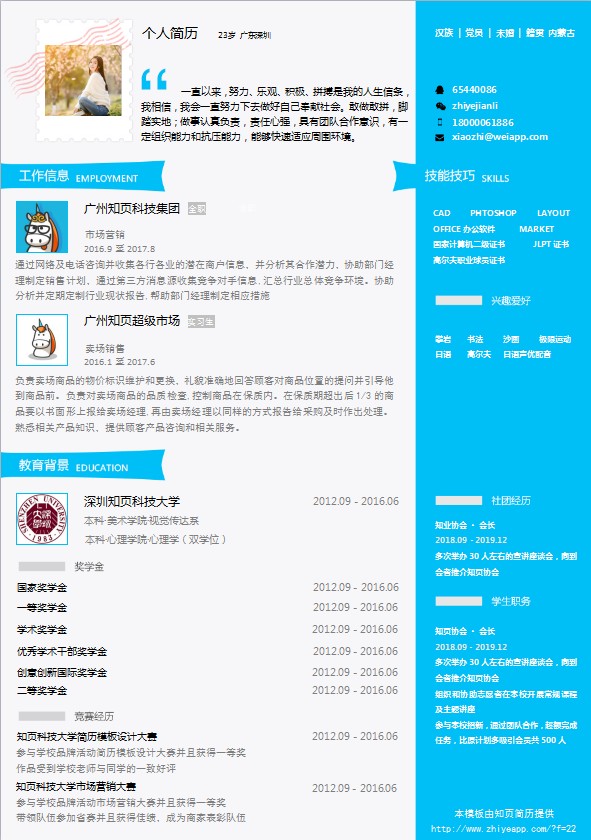 个人简历 23岁 广东深圳
一直以来,努力、乐观、积极、拼搏是我的人生信条,
我相信,我会一直努力下去做好自己奉献社会。敢做敢拼,脚
踏实地;做事认真负责,责任心强,具有团队合作意识,有一
定组织能力和抗压能力,能够快速适应周围环境。
工作信息 EMPLOYMENT
广州知页科技集团 全职
市场营销
2016.9 至 2017.8
通过网络及电话咨询并收集各行各业的潜在商户信息、并分析其合作潜力、协助部门经
理制定销售计划、通过第三方消息源收集竞争对手信息,汇总行业总体竞争环境。协助
分析并定期定制行业现状报告,帮助部门经理制定相应措施
广州知页超级市场 实习生
卖场销售
2016.1 至 2017.6
负责卖场商品的物价标识维护和更换、礼貌准确地回答顾客对商品位置的提问并引导他
到商品前。负责对卖场商品的品质检查,控制商品在保质内。在保质期超出后 1/3 的商
品要以书面形上报给卖场经理,再由卖场经理以同样的方式报告给采购及时作出处理。
熟悉相关产品知识、提供顾客产品咨询和相关服务。
教育背景 EDUCATION
SHENZHEN UNIVERSITY
1983
深圳知页科技大学 2012.09 - 2016.06
本科·美术学院·视觉传达系
本科·心理学院·心理学(双学位)
奖学金
国家奖学金 2012.09 - 2016.06
一等奖学金 2012.09 - 2016.06
学术奖学金 2012.09 - 2016.06
优秀学术干部奖学金 2012.09 - 2016.06
创意创新国际奖学金 2012.09 - 2016.06
二等奖学金 2012.09 - 2016.06
竞赛经历
知页科技大学简历模板设计大赛 2012.09 - 2016.06
参与学校品牌活动简历模板设计大赛并且获得一等奖
作品受到学校老师与同学的一致好评
知页科技大学市场营销大赛 2012.09 - 2016.06
参与学校品牌活动市场营销大赛并且获得一等奖
带领队伍参加省赛并且获得佳绩、成为商家表彰队伍
汉族 | 党员 | 未婚 | 籍贯 内蒙古
65440086
zhiyejianli
18000061886
xiaozhi@weiapp.com
技能技巧 SKILLS
CAD PHTOSHOP LAYOUT
OFFICE 办公软件 MARKET
国家计算机二级证书 JLPT 证书
高尔夫职业球员证书
兴趣爱好
攀岩 书法 沙画 极限运动
日语 高尔夫 日语声优配音
社团经历
知业协会 · 会长
2018.09 - 2019.12
多次举办 30 人左右的宣讲座谈会,向到
会者推介知页协会
学生职务
知页协会 · 会长
2018.09 - 2019.12
多次举办 30 人左右的宣讲座谈会,向到
会者推介知页协会
组织和协助志愿者在本校开展常规课程
及主题讲座
参与本校招新,通过团队合作,超额完成
任务,比原计划多吸引会员共 500 人
本模板由知页简历提供
http://www.zhiyeapp.com/?f=22